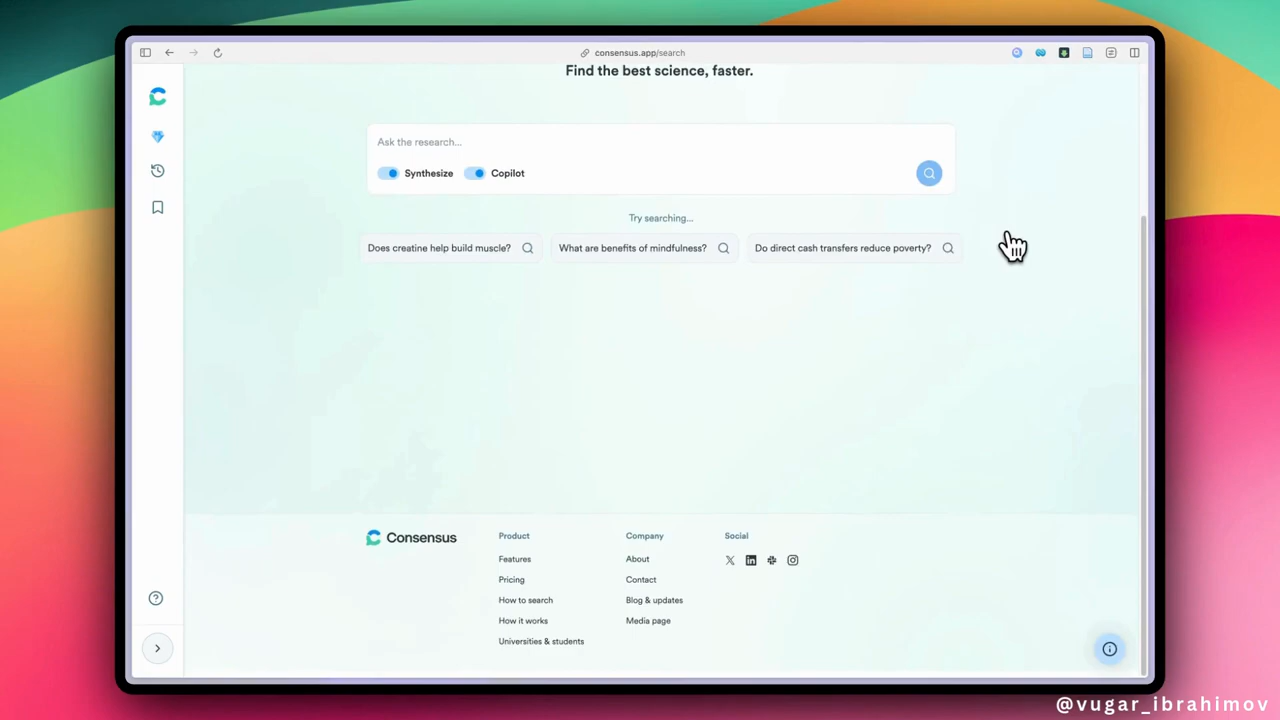 consensus.app/search
Find the best science, faster.
Ask the research...
Synthesize Copilot
Try searching...
Does creatine help build muscle? What are benefits of mindfulness? Do direct cash transfers reduce poverty?
Consensus Product Company Social
Features About
Pricing Contact
How to search Blog & updates
How it works Media page
Universities & students
@vugar_ibrahimov